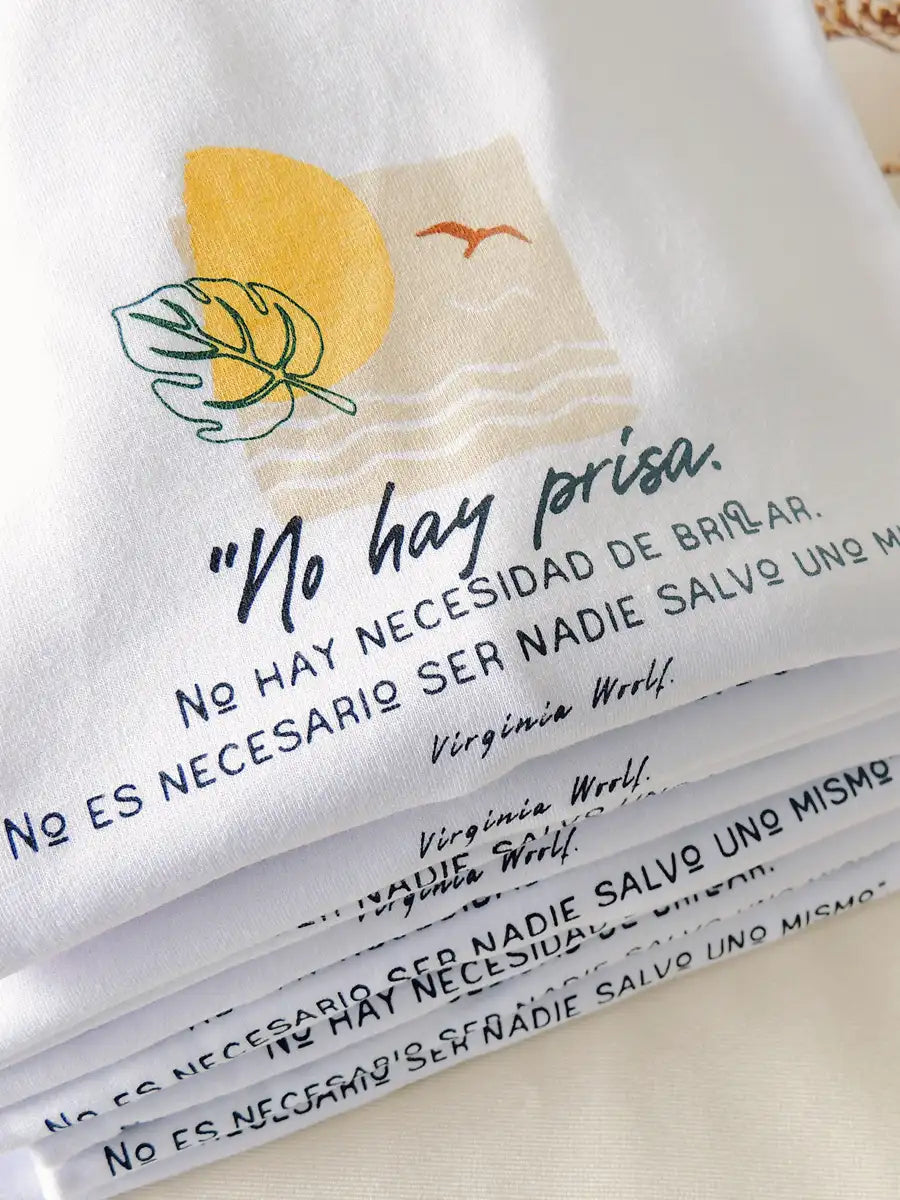 "No hay prisa.
No HAY NECESIDAD DE BRILLAR.
No ES NECESARIO SER NADIE SALVO UNO
Virginia Woolf.
Virginia Woolf.
NADIE SALVO
Virginia Woolf.
No ES NECESARIO SER NADIE SALVO UNO MISMO
No HAY NECESIDAD
No ES NECESARIO SER NADIE SALVO UNO MISMO"